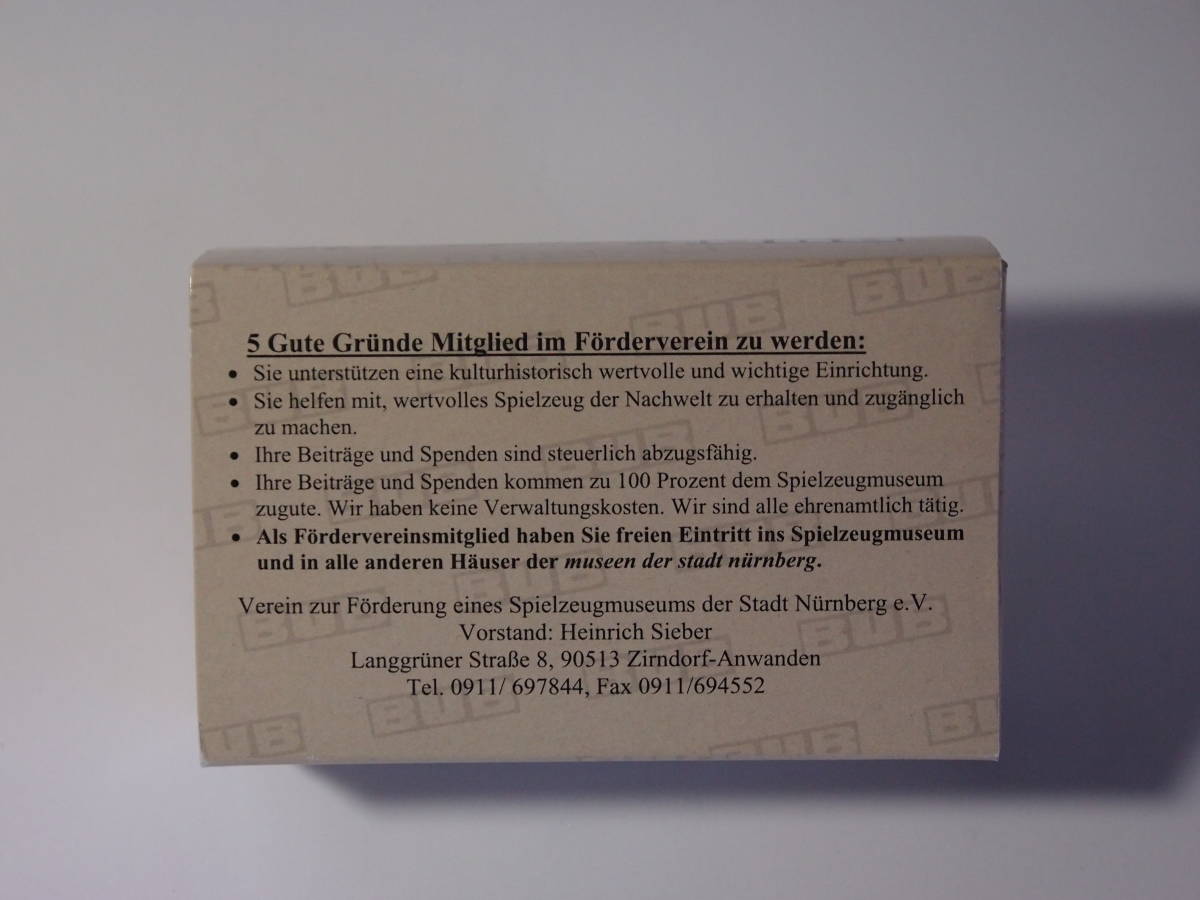 5 Gute Gründe Mitglied im Förderverein zu werden:
• Sie unterstützen eine kulturhistorisch wertvolle und wichtige Einrichtung.
• Sie helfen mit, wertvolles Spielzeug der Nachwelt zu erhalten und zugänglich
zu machen.
• Ihre Beiträge und Spenden sind steuerlich abzugsfähig.
• Ihre Beiträge und Spenden kommen zu 100 Prozent dem Spielzeugmuseum
zugute. Wir haben keine Verwaltungskosten. Wir sind alle ehrenamtlich tätig.
• Als Fördervereinsmitglied haben Sie freien Eintritt ins Spielzeugmuseum
und in alle anderen Häuser der museen der stadt nürnberg.
Verein zur Förderung eines Spielzeugmuseums der Stadt Nürnberg e.V.
Vorstand: Heinrich Sieber
Langgrüner Straße 8, 90513 Zirndorf-Anwanden
Tel. 0911/ 697844, Fax 0911/694552
BUB